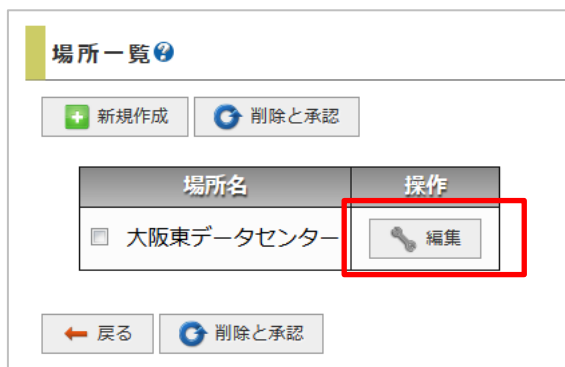 場所一覧?
新規作成 削除と承認
場所名 操作
大阪東データセンター 編集
戻る 削除と承認